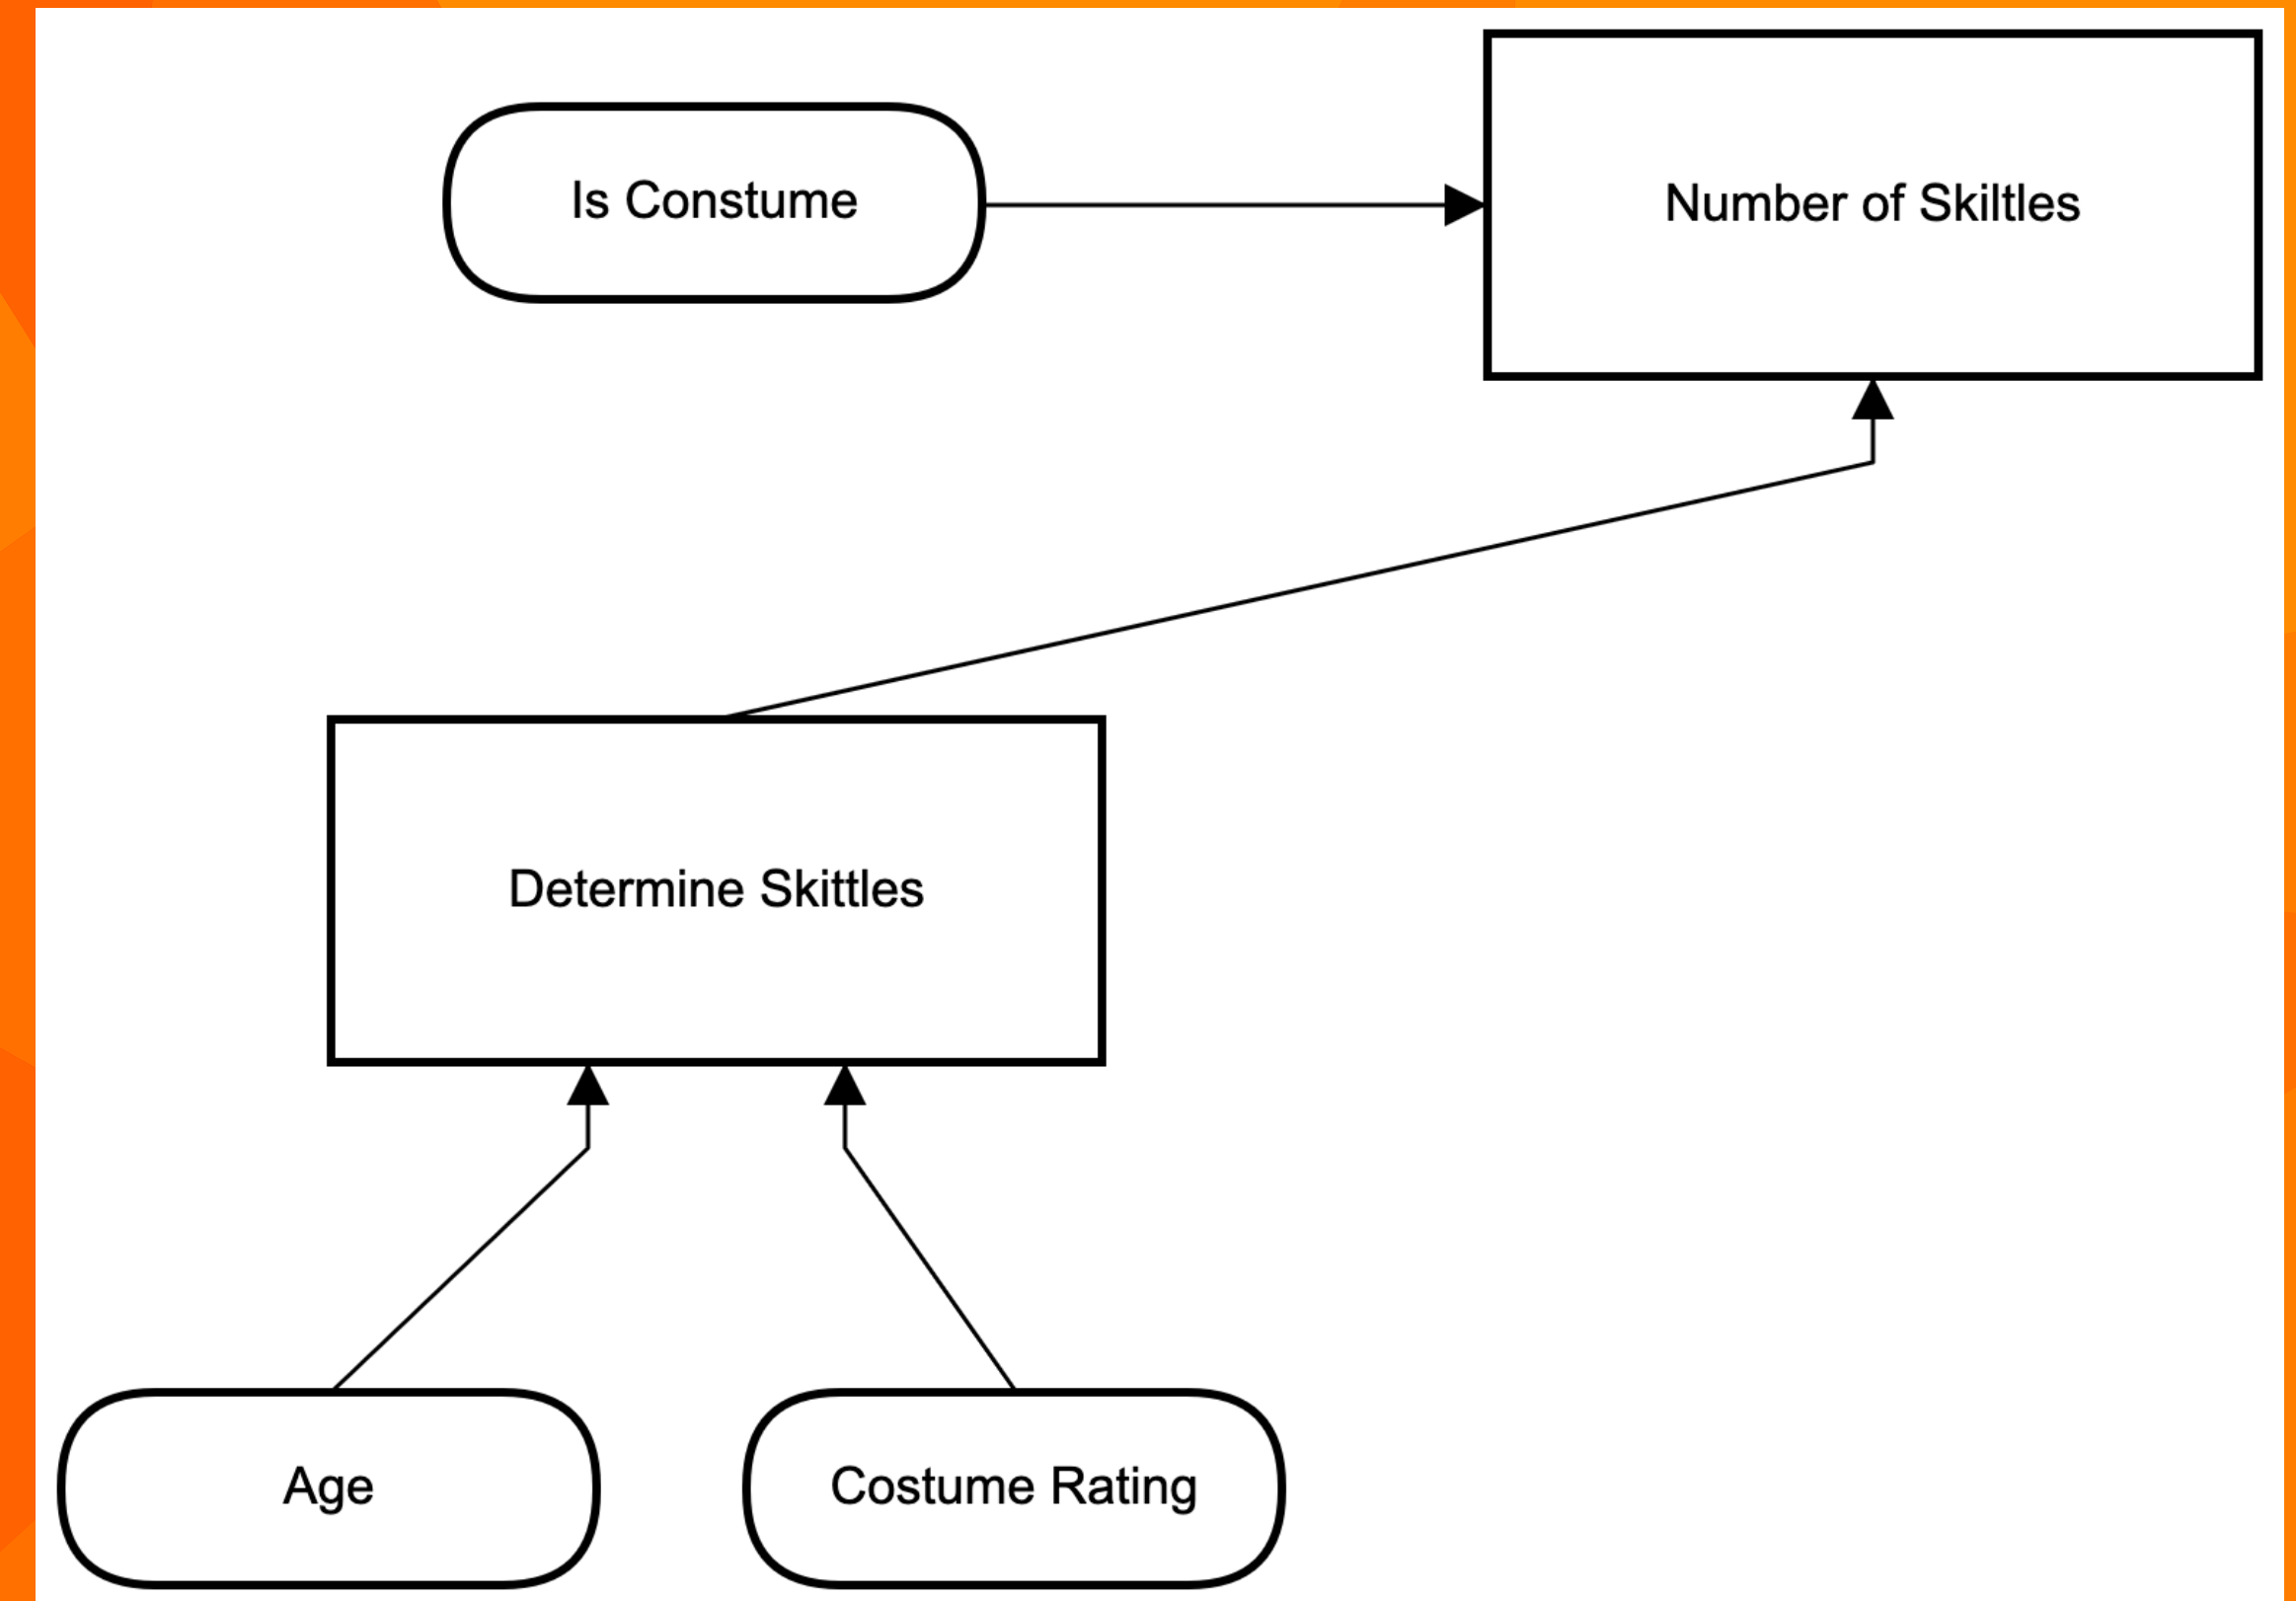 Is Constume
Number of Skiltles
Determine Skittles
Age
Costume Rating